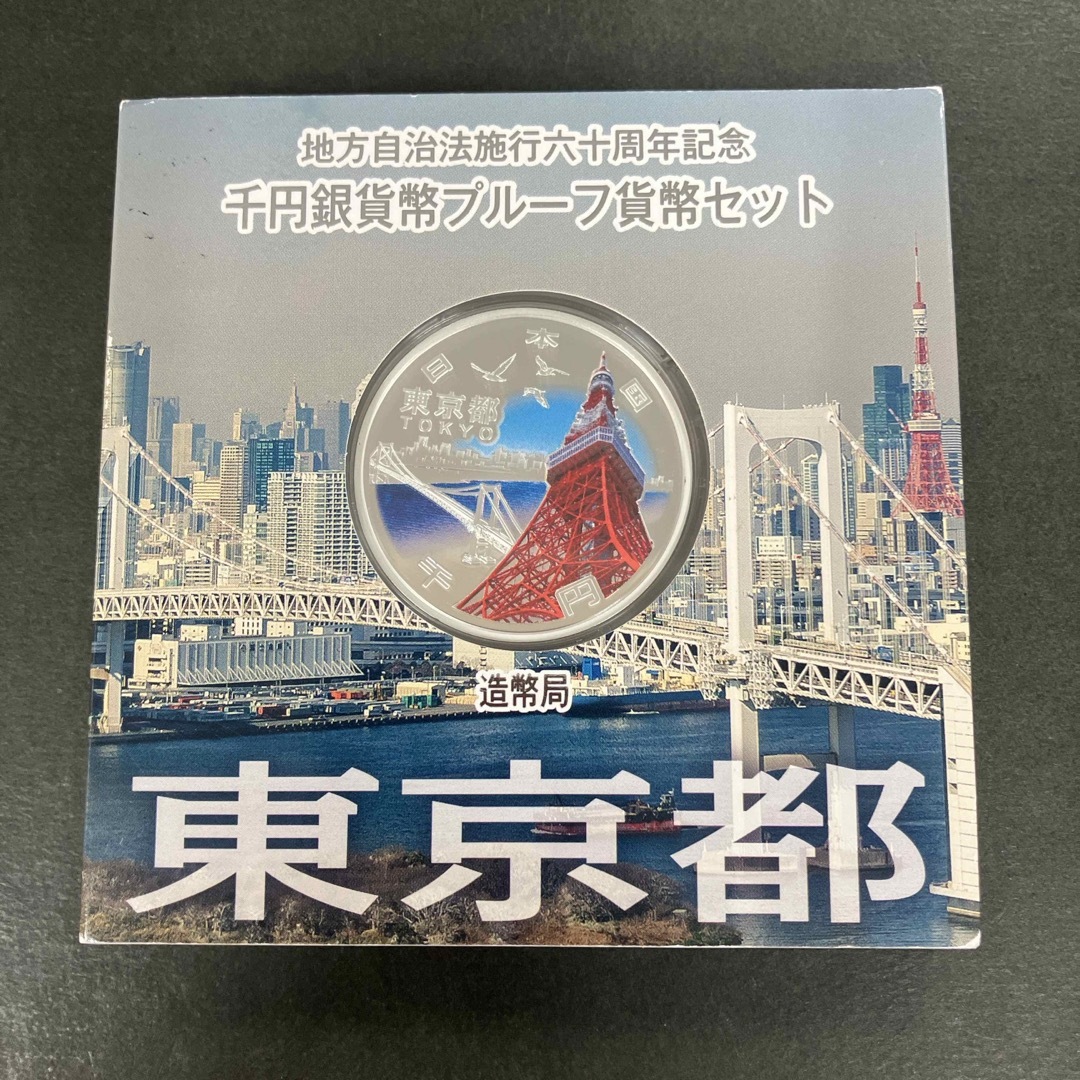 地方自治法施行六十周年記念
千円銀貨幣プルーフ貨幣セット
日本国
東京都
TOKYO
千円
造幣局
東京都